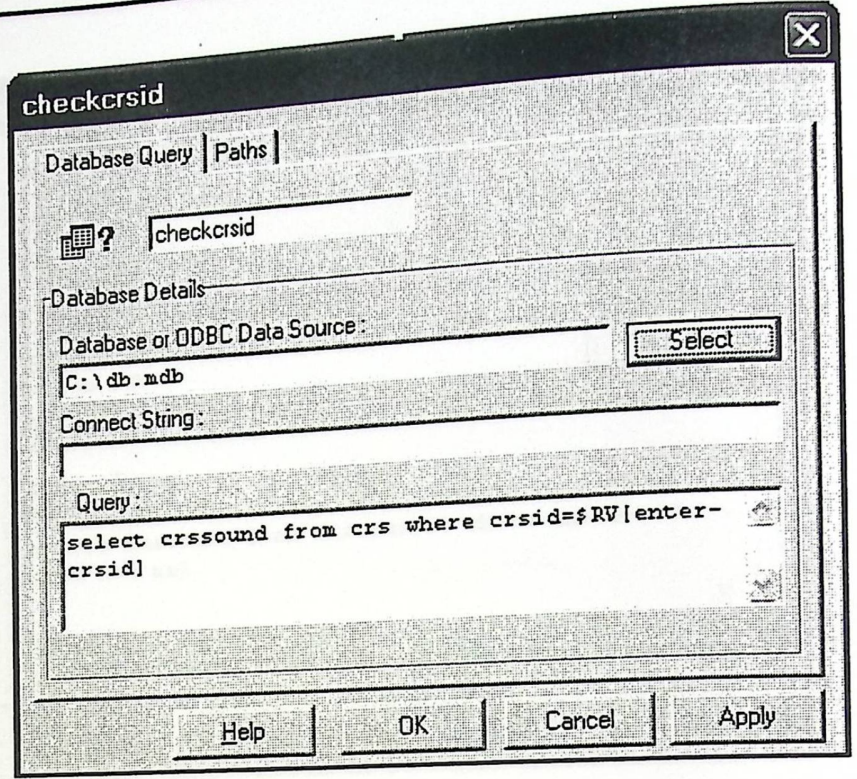 checkcrsid
Database Query
Paths
?
checkcrsid
Database Details
Database or ODBC Data Source :
Select
C:\db.mdb
Connect String :
Query :
select crssound from crs where crsid=$RV[enter-
crsid]
Help
OK
Cancel
Apply